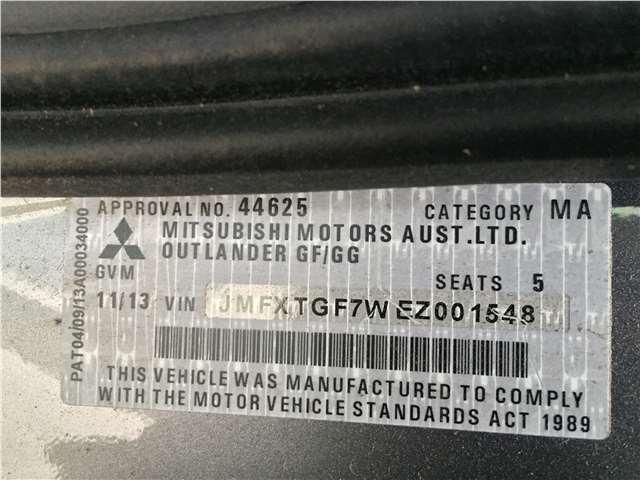 APPROVAL NO. 44625 CATEGORY MA
MITSUBISHI MOTORS AUST.LTD.
OUTLANDER GF/GG
GVM SEATS 5
11/13 VIN JMFXTGF7WEZ001548
THIS VEHICLE WAS MANUFACTURED TO COMPLY
WITH THE MOTOR VEHICLE STANDARDS ACT 1989
PAT04/09/13A00034000